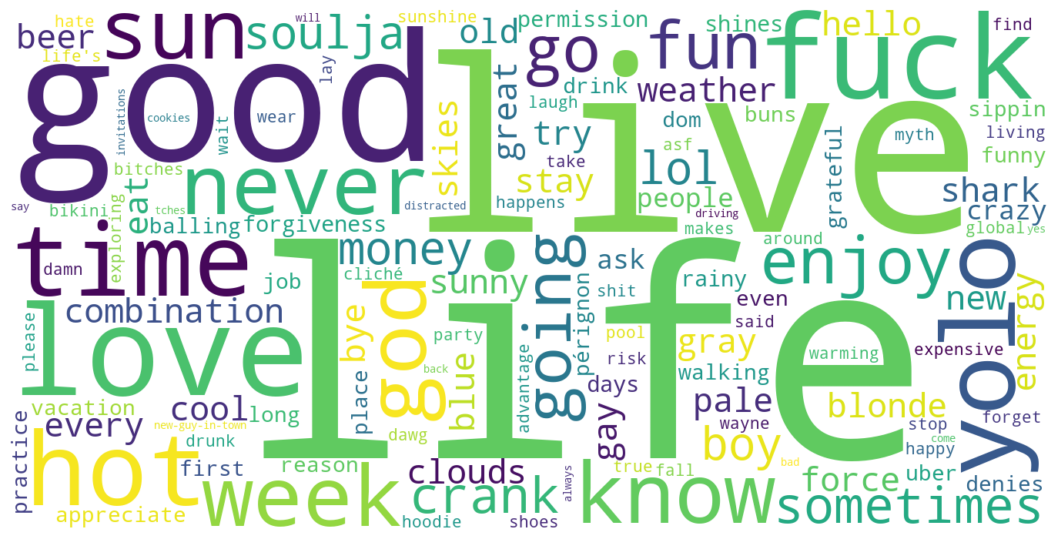 beer
hate
life's
sun
soulja
will
lay
sunshine
old
permission
go
fun
shines
hello
fuck
find
good
live
cookies
wear
invitations
wait
skies
great
drink
laugh
weather
try
dom
buns
asf
sippin
living
myth
funny
bitches
never
take
stay
lol
people
grateful
shark
crazy
say
bikini
tches
eat
exploring
balling
forgiveness
distracted
happens
driving
makes
global
yes
time
damn
money
cliché
job
sunny
going
ask
shit
rainy
around
enjoy
yolo
new
energy
combination
love
please
god
bye
life
party
blue
back
advantage
pérignon
pool
risk
even
said
gray
warming
expensive
vacation
cool
long
place
days
walking
pale
blonde
forget
practice
every
new-guy-in-town
drunk
dawg
gay
wayne
boy
stop
happy
come
hot
first
reason
clouds
true
fall
bad
force
uber
denies
appreciate
week
hoodie
crank
shoes
always
know
sometimes